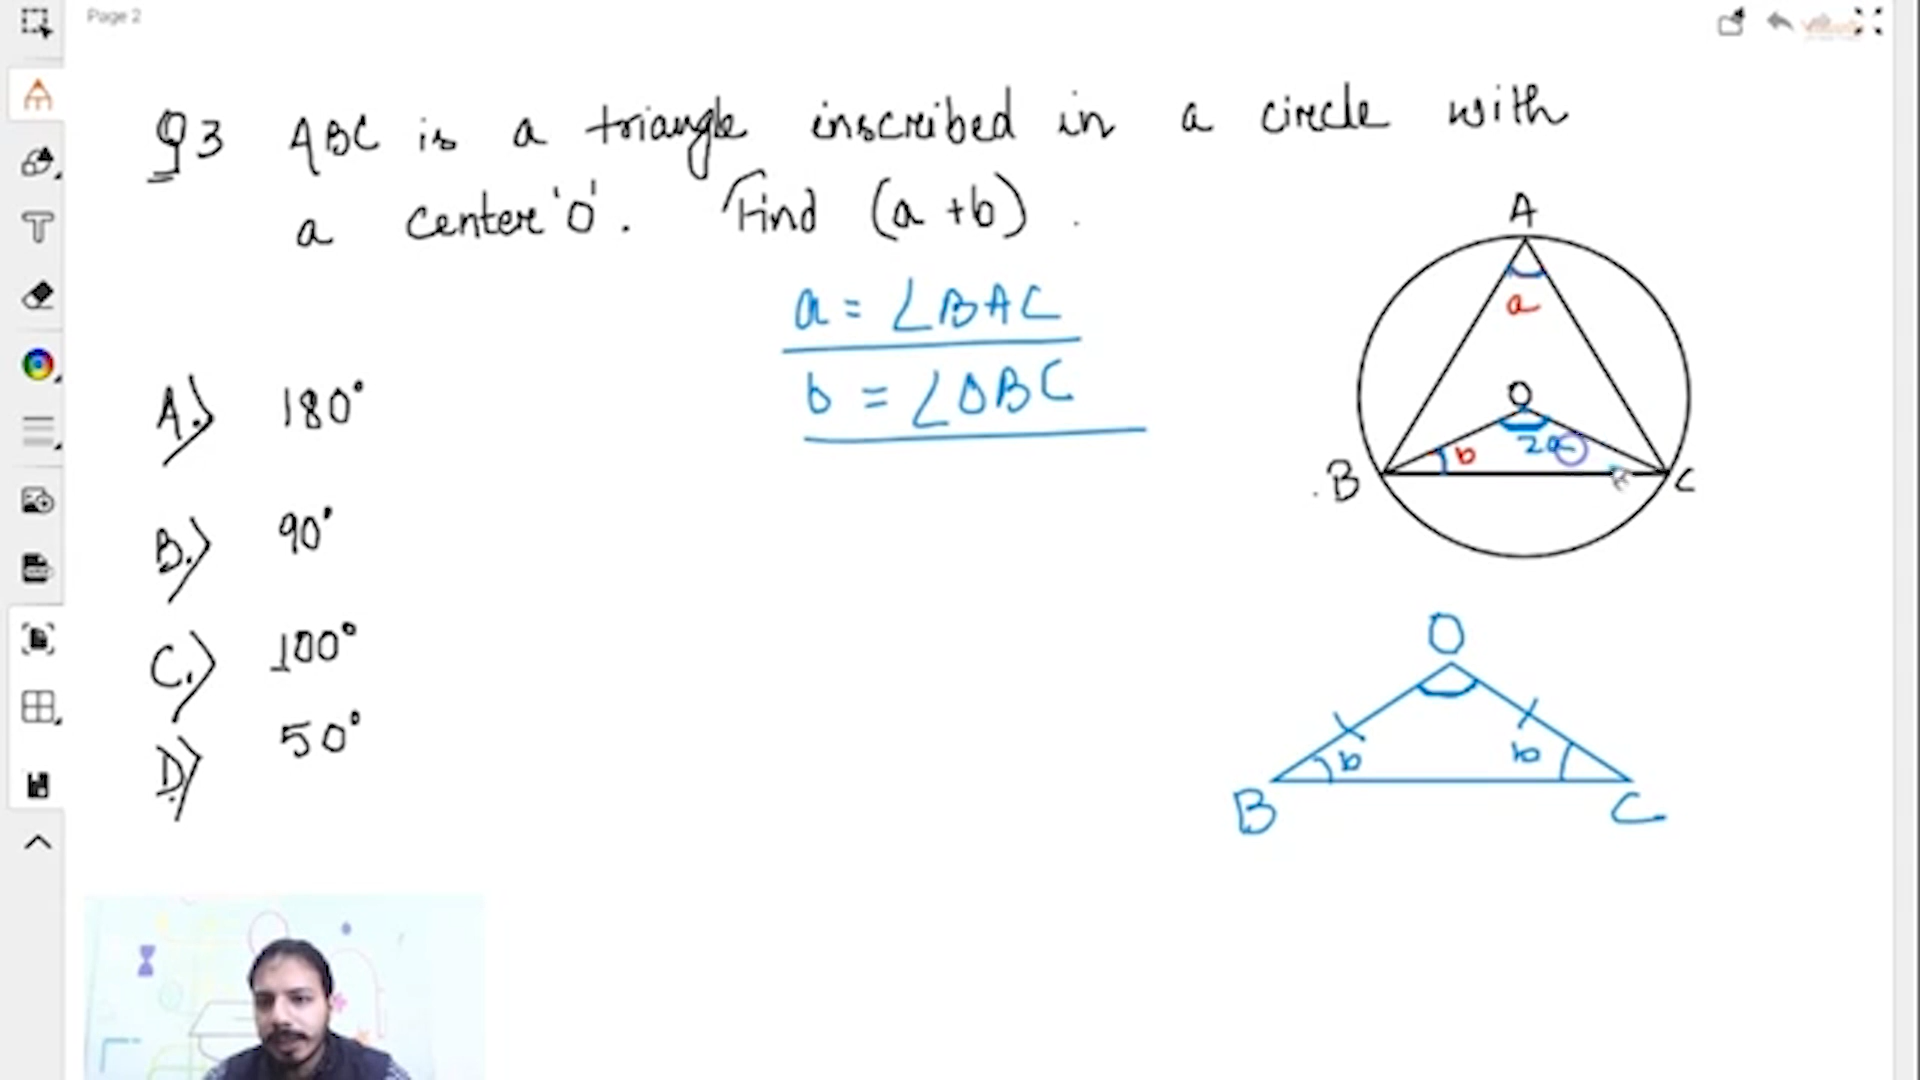 Page 2
Q3 ABC is a triangle inscribed in a circle with
a center 'O'. Find (a+b).
a = ∠BAC
b = ∠OBC
A.) 180°
B.) 90°
C.) 100°
D.) 50°
A
a
O
b 2a
B C
O
b b
B C